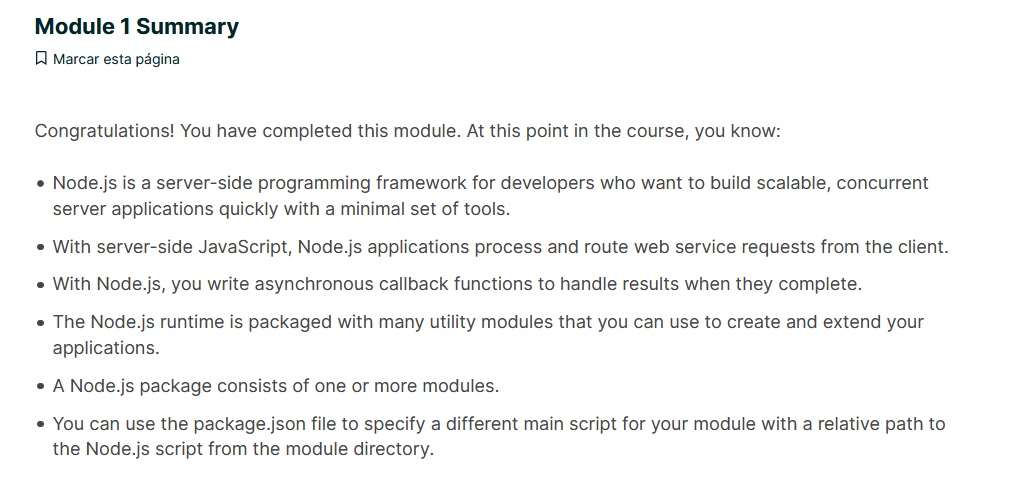 Module 1 Summary
Marcar esta página
Congratulations! You have completed this module. At this point in the course, you know:
• Node.js is a server-side programming framework for developers who want to build scalable, concurrent
server applications quickly with a minimal set of tools.
• With server-side JavaScript, Node.js applications process and route web service requests from the client.
• With Node.js, you write asynchronous callback functions to handle results when they complete.
• The Node.js runtime is packaged with many utility modules that you can use to create and extend your
applications.
• A Node.js package consists of one or more modules.
• You can use the package.json file to specify a different main script for your module with a relative path to
the Node.js script from the module directory.